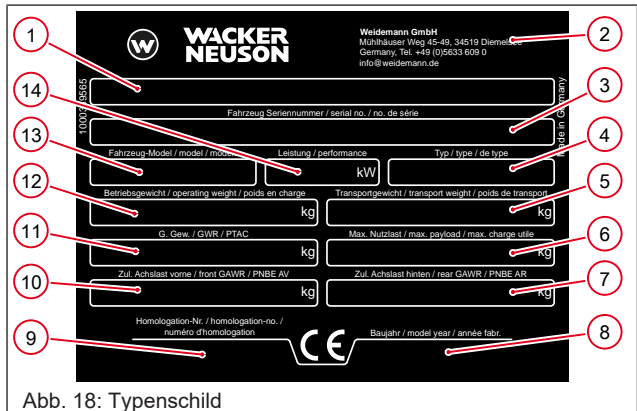 1
W
WACKER
NEUSON
Weidemann GmbH
Mühlhäuser Weg 45-49, 34519 Diemelsee
Germany, Tel. +49 (0)5633 609 0
info@weidemann.de
2
14
3
Made in Germany
Fahrzeug Seriennummer / serial no. / no. de série
13
Fahrzeug-Model / model /
Leistung / performance
Typ / type / de type
4
kW
12
Betriebsgewicht / operating weight / poids en charge
Transportgewicht / transport weight / poids de transport
5
kg
kg
11
G. Gew. / GWR / PTAC
Max. Nutzlast / max. payload / max. charge utile
6
kg
kg
10
Zul. Achslast vorne / front GAWR / PNBE AV
Zul. Achslast hinten / rear GAWR / PNBE AR
7
kg
kg
9
Homologation-Nr. / homologation-no. /
numéro d'homologation
CE
Baujahr / model year / année fabr.
8
Abb. 18: Typenschild